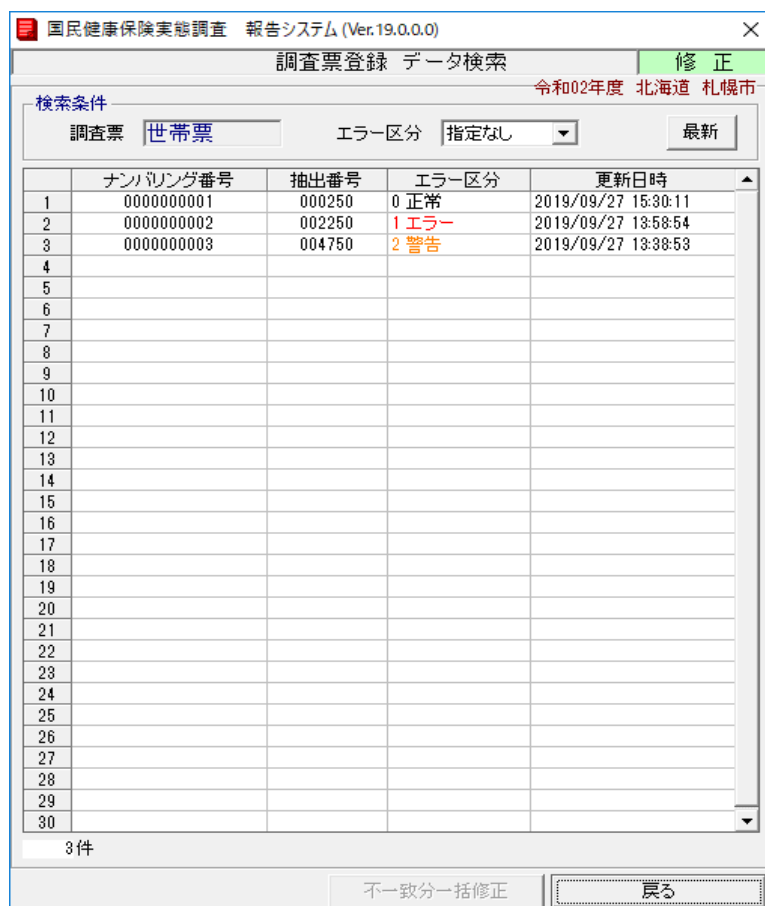 国民健康保険実態調査 報告システム (Ver.19.0.0.0)
調査票登録 データ検索 修 正
令和02年度 北海道 札幌市
検索条件
調査票 世帯票 エラー区分 指定なし 最新
ナンバリング番号 抽出番号 エラー区分 更新日時
1 0000000001 000250 0 正常 2019/09/27 15:30:11
2 0000000002 002250 1 エラー 2019/09/27 13:58:54
3 0000000003 004750 2 警告 2019/09/27 13:38:53
4
5
6
7
8
9
10
11
12
13
14
15
16
17
18
19
20
21
22
23
24
25
26
27
28
29
30
3件
不一致分一括修正 戻る